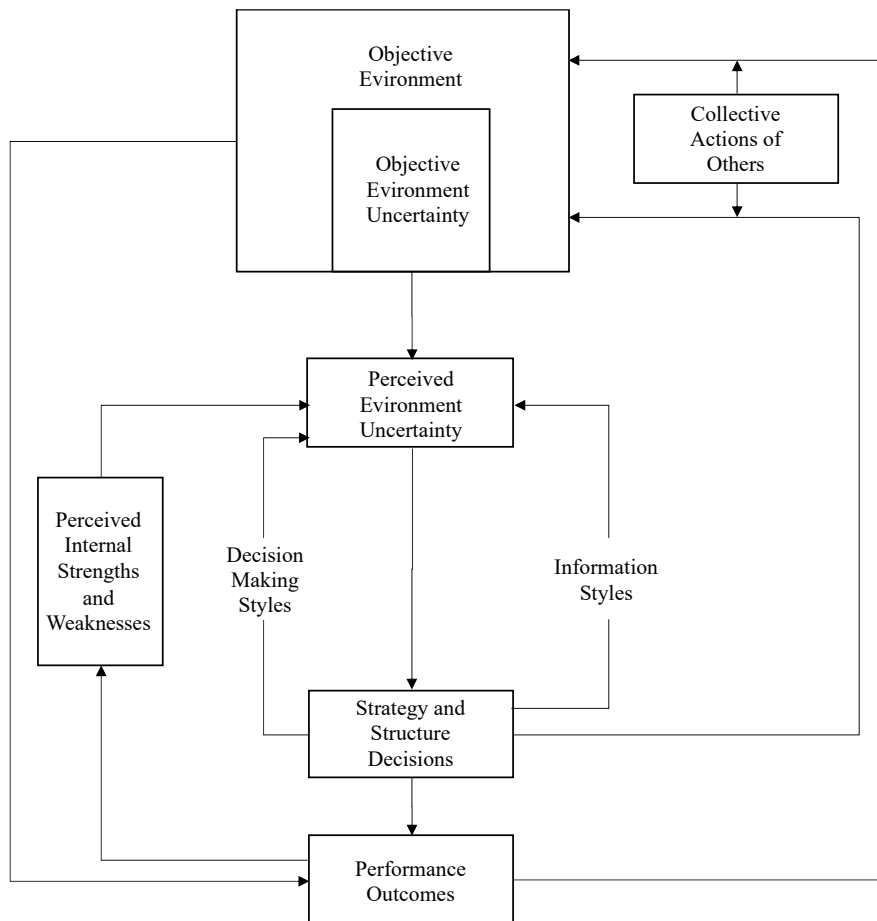 Objective
Evironment
Objective
Evironment
Uncertainty
Collective
Actions of
Others
Perceived
Evironment
Uncertainty
Perceived
Internal
Strengths
and
Weaknesses
Decision
Making
Styles
Information
Styles
Strategy and
Structure
Decisions
Performance
Outcomes